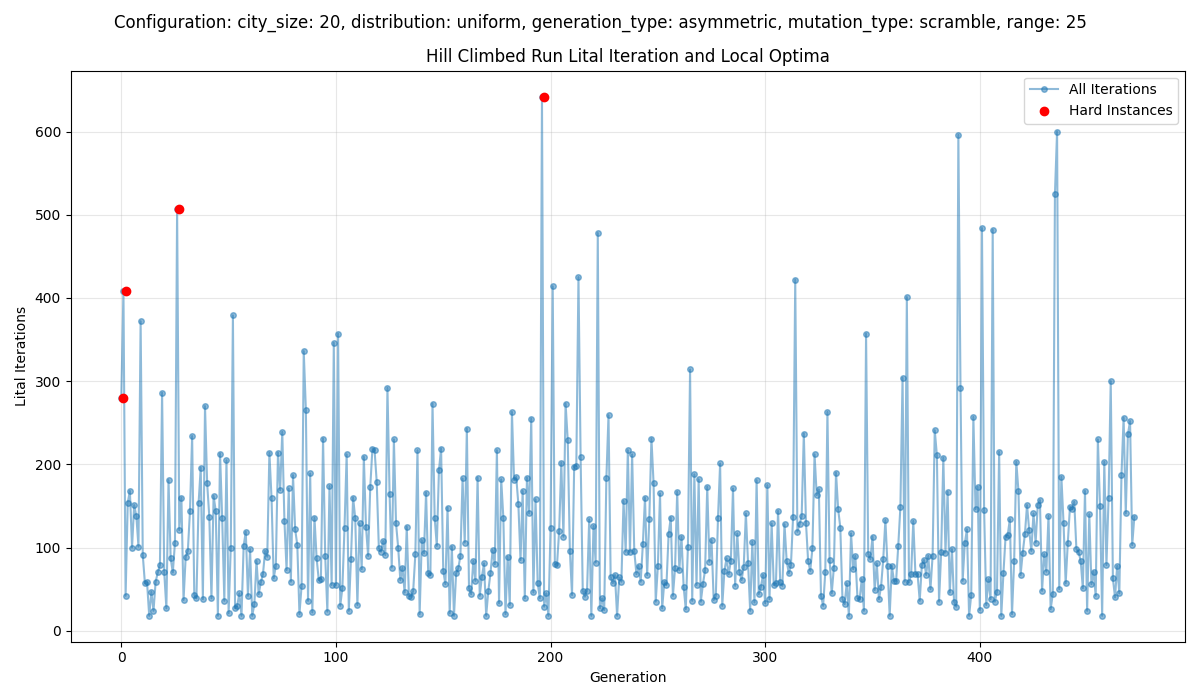 Configuration: city_size: 20, distribution: uniform, generation_type: asymmetric, mutation_type: scramble, range: 25
Hill Climbed Run Lital Iteration and Local Optima
All Iterations
Hard Instances
Lital Iterations
600
500
400
300
200
100
0
0 100 200 300 400
Generation